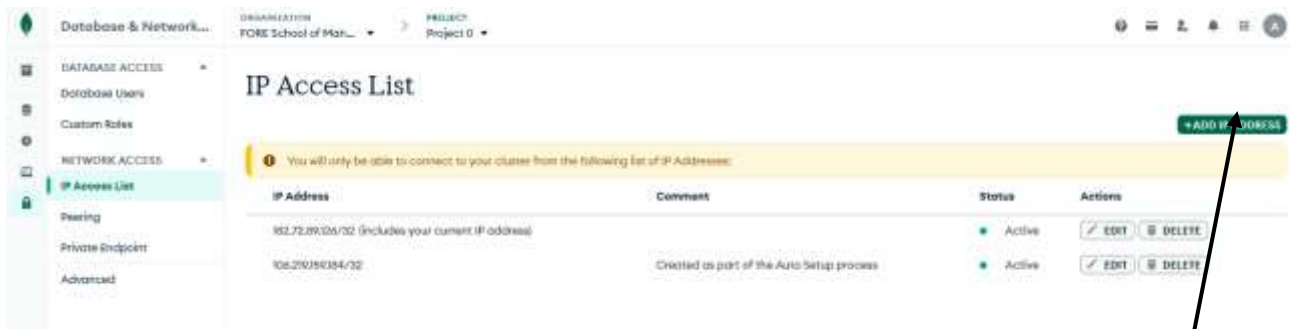 Database & Network...
ORGANIZATION
FORE School of Man...
PROJECT
Project 0
DATABASE ACCESS
Database Users
Custom Roles
NETWORK ACCESS
IP Access List
Peering
Private Endpoint
Advanced
IP Access List
+ ADD IP ADDRESS
You will only be able to connect to your cluster from the following list of IP Addresses:
IP Address Comment Status Actions
(includes your current IP address) Active EDIT DELETE
Created as part of the Auto Setup process Active EDIT DELETE
A